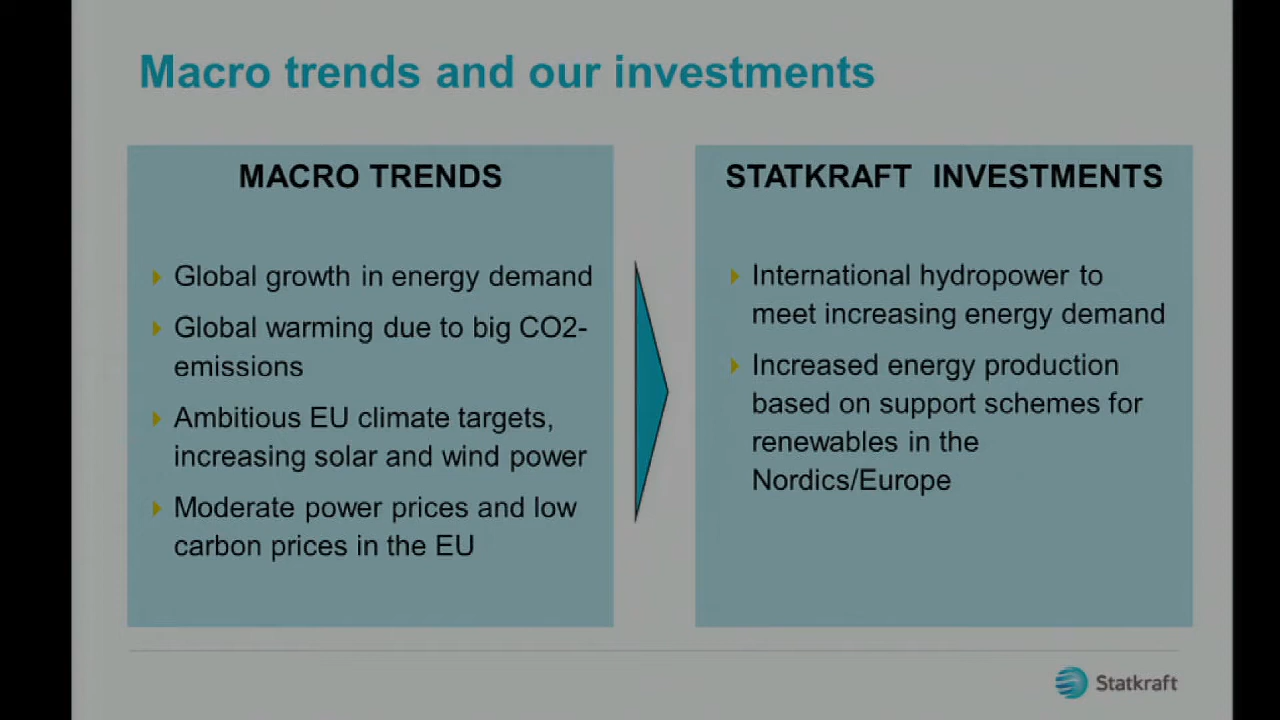 Macro trends and our investments
MACRO TRENDS
Global growth in energy demand
Global warming due to big CO2-
emissions
Ambitious EU climate targets,
increasing solar and wind power
Moderate power prices and low
carbon prices in the EU
STATKRAFT INVESTMENTS
International hydropower to
meet increasing energy demand
Increased energy production
based on support schemes for
renewables in the
Nordics/Europe
Statkraft